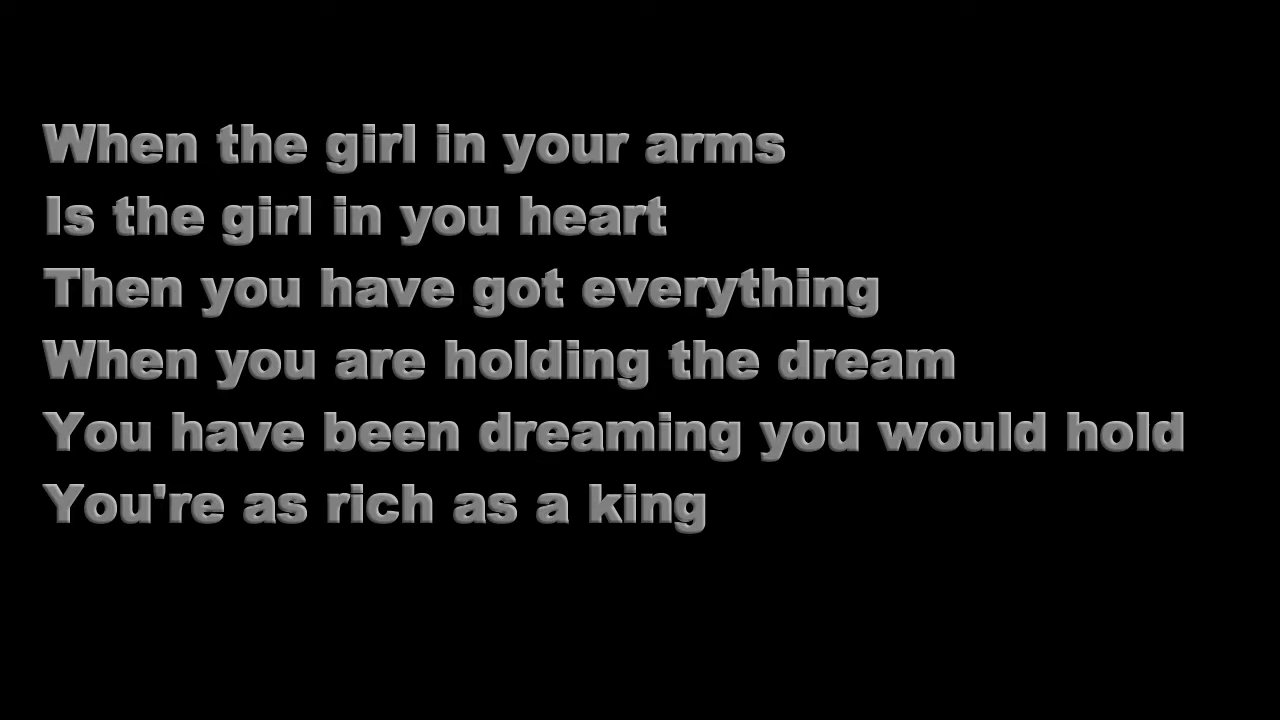 When the girl in your arms
Is the girl in you heart
Then you have got everything
When you are holding the dream
You have been dreaming you would hold
You're as rich as a king